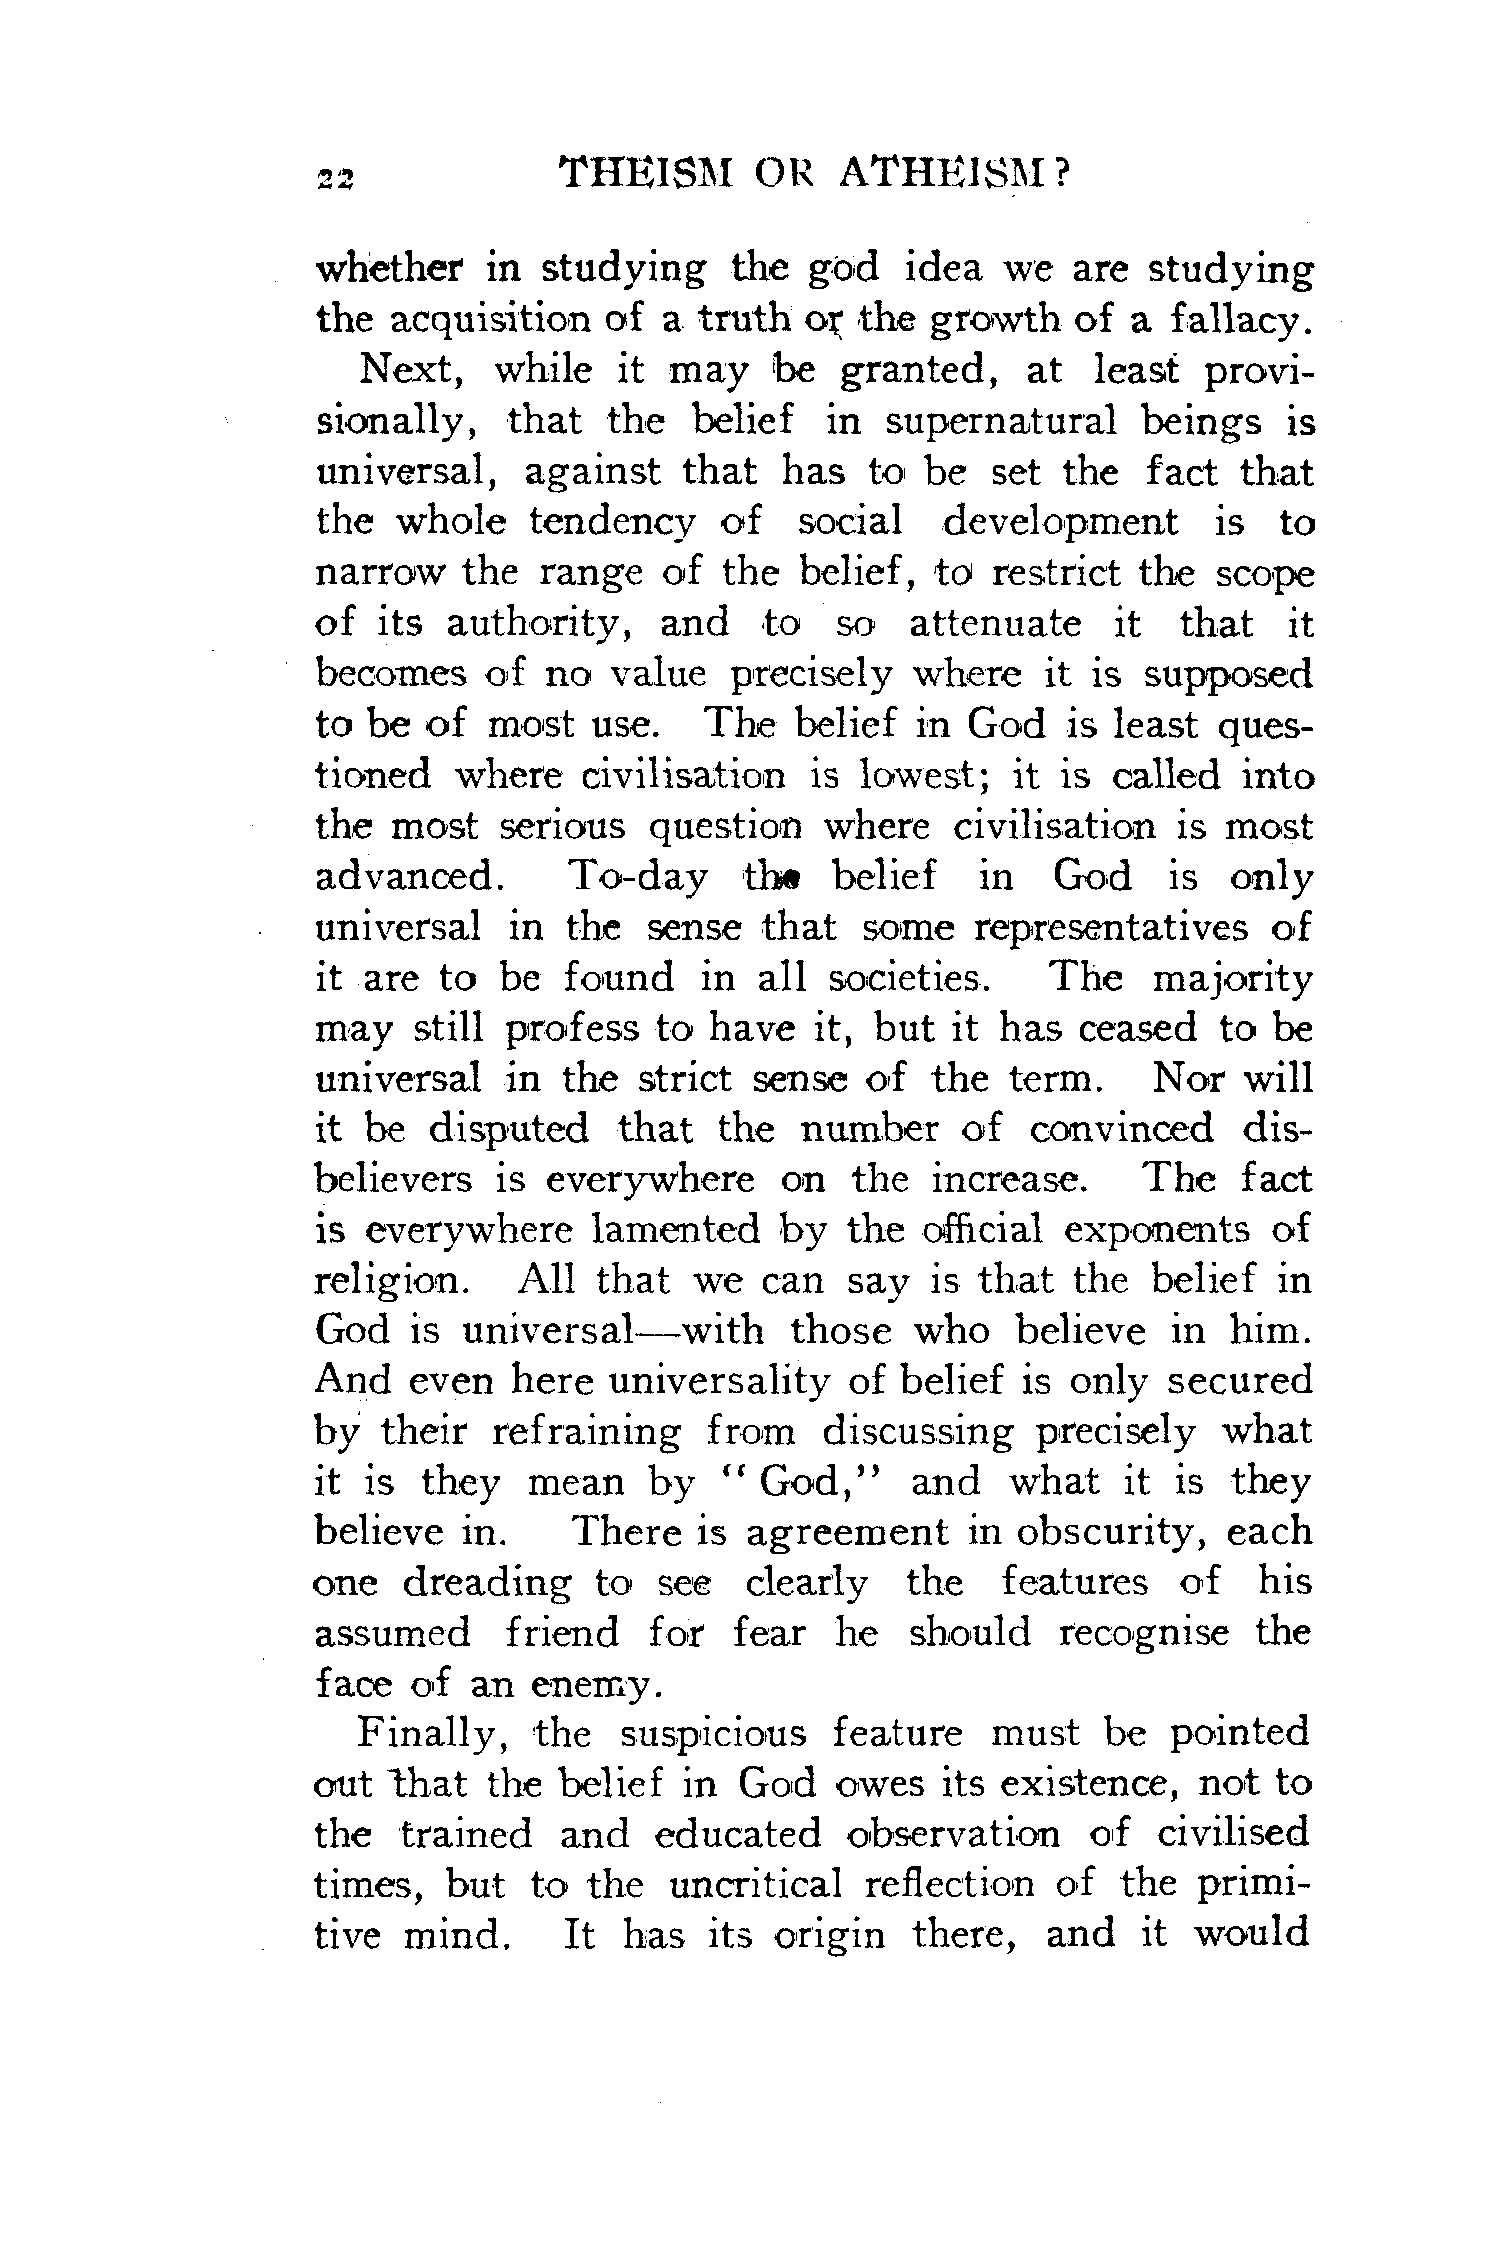 22 THEISM OR ATHEISM?
whether in studying the god idea we are studying
the acquisition of a truth or the growth of a fallacy.
Next, while it may be granted, at least provi-
sionally, that the belief in supernatural beings is
universal, against that has to be set the fact that
the whole tendency of social development is to
narrow the range of the belief, to restrict the scope
of its authority, and to so attenuate it that it
becomes of no value precisely where it is supposed
to be of most use. The belief in God is least ques-
tioned where civilisation is lowest; it is called into
the most serious question where civilisation is most
advanced. To-day the belief in God is only
universal in the sense that some representatives of
it are to be found in all societies. The majority
may still profess to have it, but it has ceased to be
universal in the strict sense of the term. Nor will
it be disputed that the number of convinced dis-
believers is everywhere on the increase. The fact
is everywhere lamented by the official exponents of
religion. All that we can say is that the belief in
God is universal—with those who believe in him.
And even here universality of belief is only secured
by their refraining from discussing precisely what
it is they mean by " God," and what it is they
believe in. There is agreement in obscurity, each
one dreading to see clearly the features of his
assumed friend for fear he should recognise the
face of an enemy.
Finally, the suspicious feature must be pointed
out that the belief in God owes its existence, not to
the trained and educated observation of civilised
times, but to the uncritical reflection of the primi-
tive mind. It has its origin there, and it would